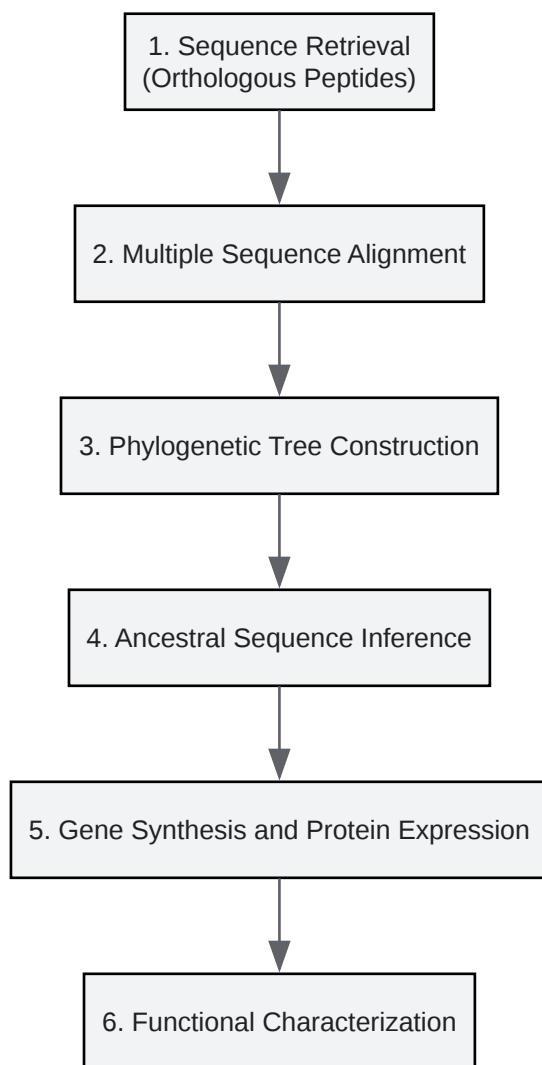 1. Sequence Retrieval
(Orthologous Peptides)
2. Multiple Sequence Alignment
3. Phylogenetic Tree Construction
4. Ancestral Sequence Inference
5. Gene Synthesis and Protein Expression
6. Functional Characterization